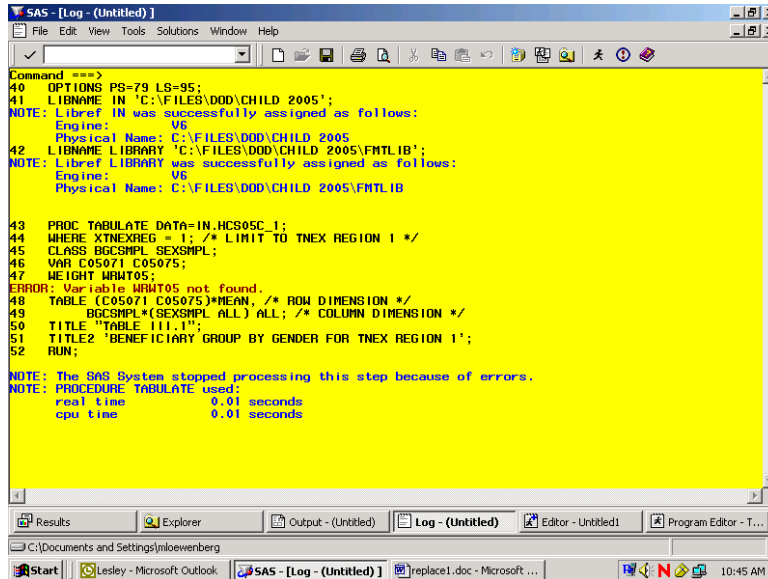 SAS - [Log - (Untitled) ]
File Edit View Tools Solutions Window Help
Command ===>
40 OPTIONS PS=79 LS=95;
41 LIBNAME IN 'C:\FILES\DOD\CHILD 2005';
NOTE: Libref IN was successfully assigned as follows:
Engine: V6
Physical Name: C:\FILES\DOD\CHILD 2005
42 LIBNAME LIBRARY 'C:\FILES\DOD\CHILD 2005\FMTLIB';
NOTE: Libref LIBRARY was successfully assigned as follows:
Engine: V6
Physical Name: C:\FILES\DOD\CHILD 2005\FMTLIB
43 PROC TABULATE DATA=IN.HCS05C_1;
44 WHERE XTNEXREG = 1; /* LIMIT TO TNEX REGION 1 */
45 CLASS BGCSMPL SEXSMPL;
46 VAR C05071 C05075;
47 WEIGHT WRWT05;
ERROR: Variable WRWT05 not found.
48 TABLE (C05071 C05075)*MEAN, /* ROW DIMENSION */
49 BGCSMPL*(SEXSMPL ALL) ALL; /* COLUMN DIMENSION */
50 TITLE "TABLE III.1";
51 TITLE2 'BENEFICIARY GROUP BY GENDER FOR TNEX REGION 1';
52 RUN;
NOTE: The SAS System stopped processing this step because of errors.
NOTE: PROCEDURE TABULATE used:
real time 0.01 seconds
cpu time 0.01 seconds
Results Explorer Output - (Untitled) Log - (Untitled) Editor - Untitled1 Program Editor - T...
C:\Documents and Settings\mloewenberg
Start Lesley - Microsoft Outlook SAS - [Log - (Untitled) ] replace1.doc - Microsoft ... N 10:45 AM